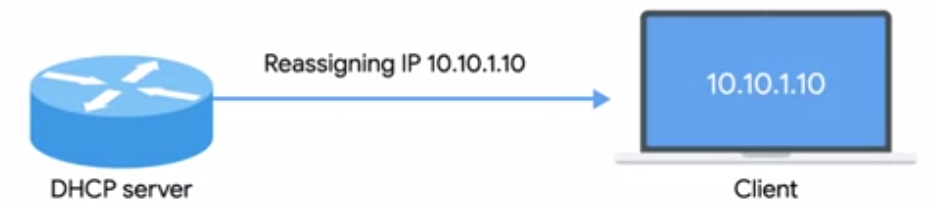 Reassigning IP 10.10.1.10
10.10.1.10
DHCP server
Client